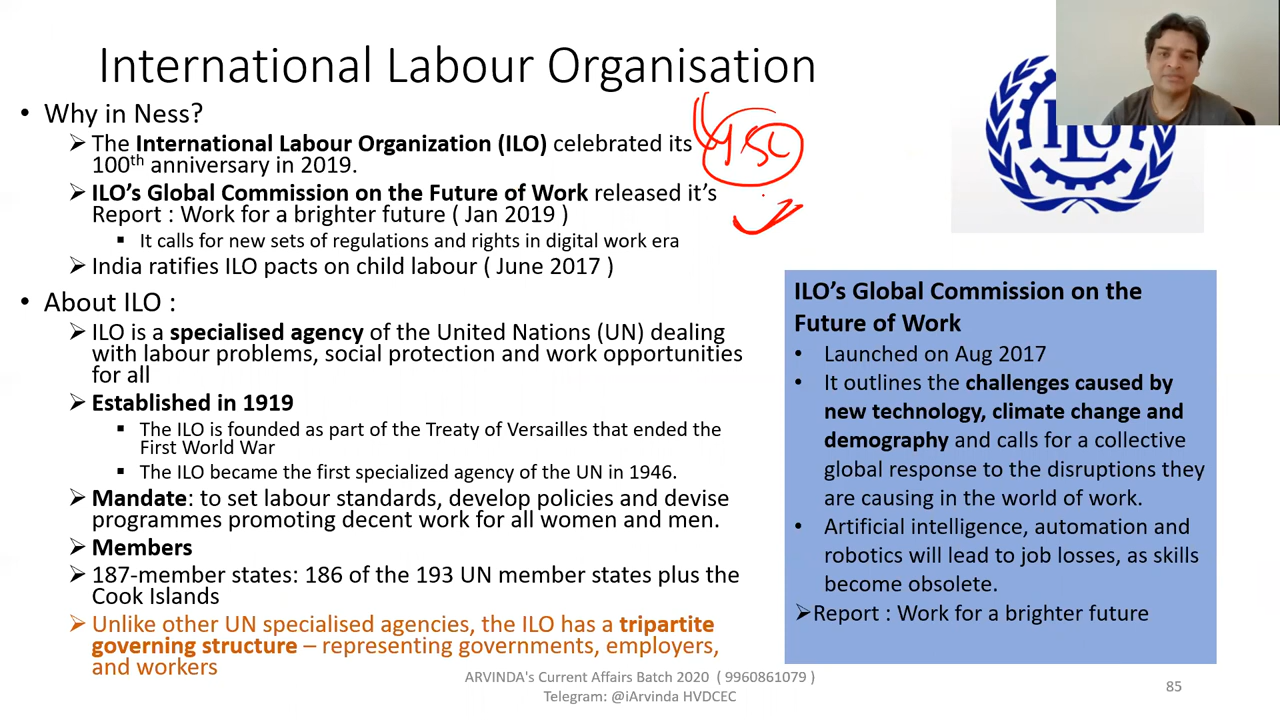 International Labour Organisation
• Why in Ness?
➢ The International Labour Organization (ILO) celebrated its
100th anniversary in 2019.
➢ ILO’s Global Commission on the Future of Work released it’s
Report : Work for a brighter future ( Jan 2019 )
▪ It calls for new sets of regulations and rights in digital work era
➢ India ratifies ILO pacts on child labour ( June 2017 )
• About ILO :
➢ ILO is a specialised agency of the United Nations (UN) dealing
with labour problems, social protection and work opportunities
for all
➢ Established in 1919
▪ The ILO is founded as part of the Treaty of Versailles that ended the
First World War
▪ The ILO became the first specialized agency of the UN in 1946.
➢ Mandate: to set labour standards, develop policies and devise
programmes promoting decent work for all women and men.
➢ Members
➢ 187-member states: 186 of the 193 UN member states plus the
Cook Islands
➢ Unlike other UN specialised agencies, the ILO has a tripartite
governing structure – representing governments, employers,
and workers
ILO
ILO’s Global Commission on the
Future of Work
• Launched on Aug 2017
• It outlines the challenges caused by
new technology, climate change and
demography and calls for a collective
global response to the disruptions they
are causing in the world of work.
• Artificial intelligence, automation and
robotics will lead to job losses, as skills
become obsolete.
➢Report : Work for a brighter future
ARVINDA's Current Affairs Batch 2020 ( 9960861079 )
Telegram: @iArvinda HVDCEC
85